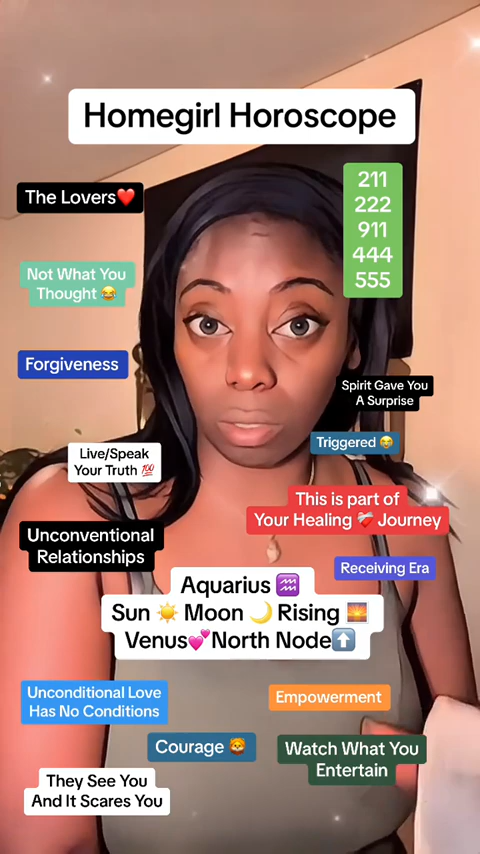 Homegirl Horoscope
The Lovers❤️
211
222
911
444
555
Not What You
Thought 😂
Forgiveness
Spirit Gave You
A Surprise
Triggered 😂
Live/Speak
Your Truth 💯
This is part of
Your Healing ❤️‍🩹 Journey
Unconventional
Relationships
Receiving Era
Aquarius ♒
Sun ☀️ Moon 🌙 Rising 🌅
Venus💕North Node⬆️
Unconditional Love
Has No Conditions
Empowerment
Courage 🦁
Watch What You
Entertain
They See You
And It Scares You